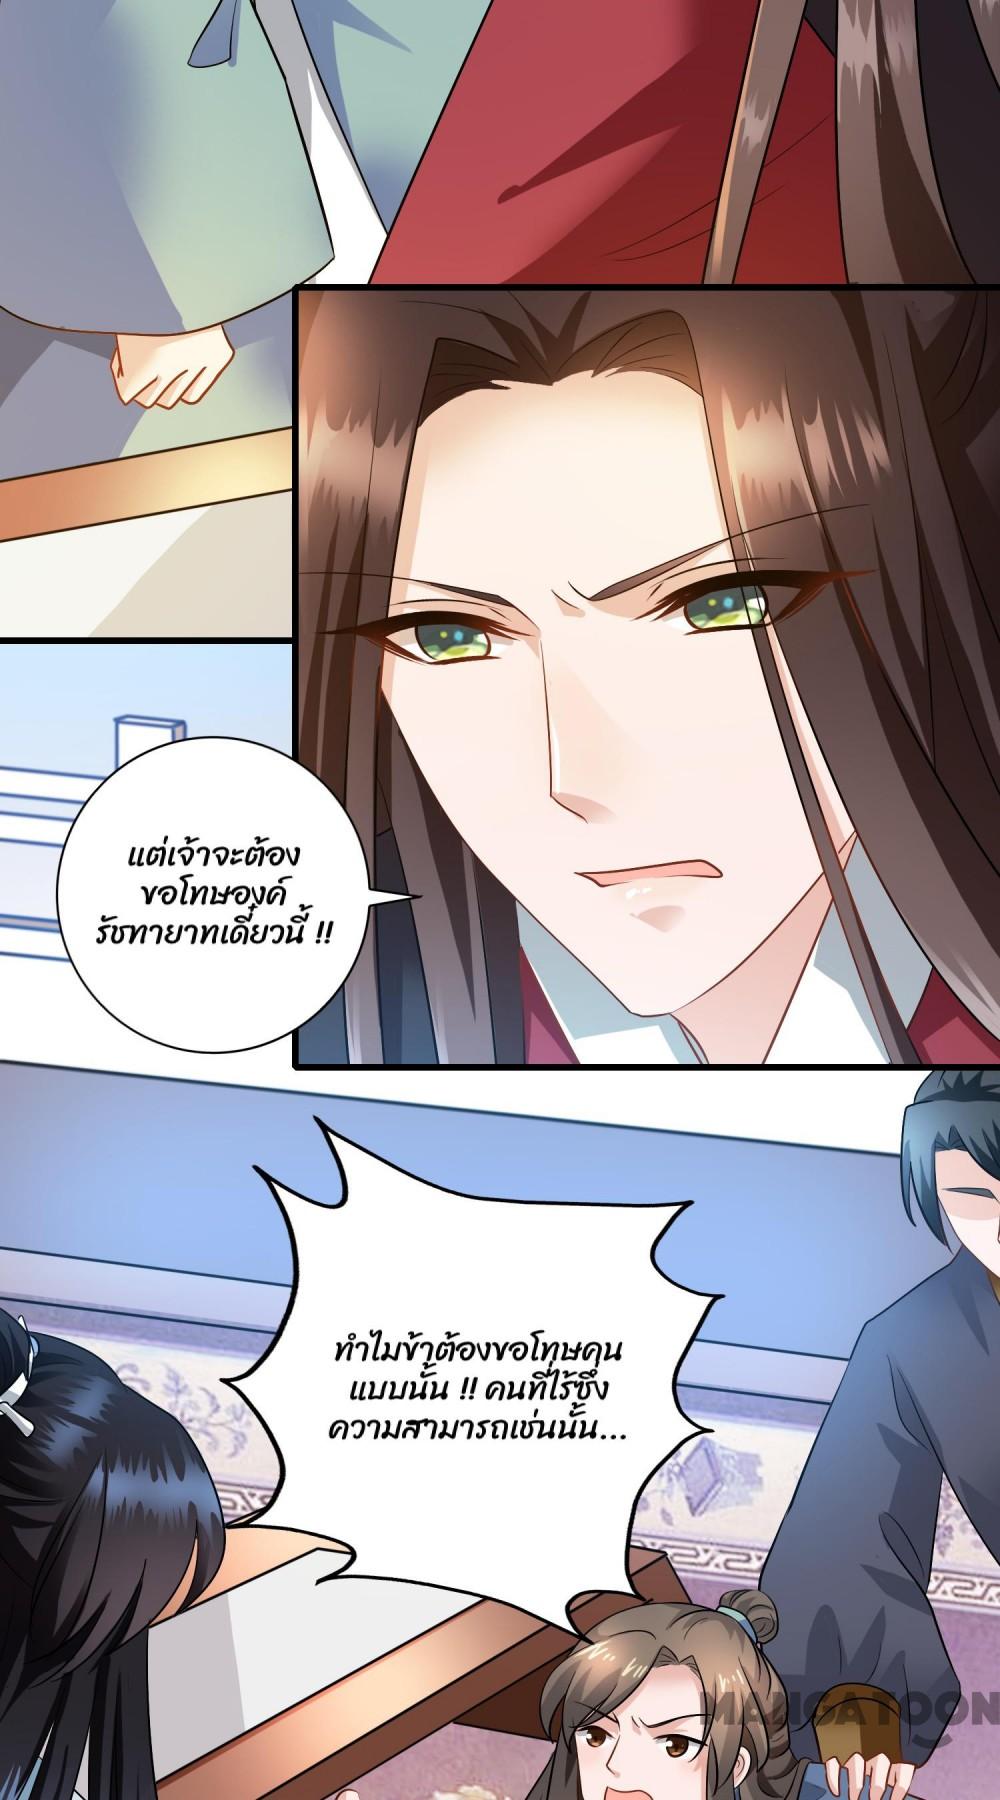 แต่เจ้าจะต้อง
ขอโทษองค์
รัชทายาทเดี๋ยวนี้ !!
ทำไมข้าต้องขอโทษคน
แบบนั้น !! คนที่ไร้ซึ่ง
ความสามารถเช่นนั้น...
MANGATOON